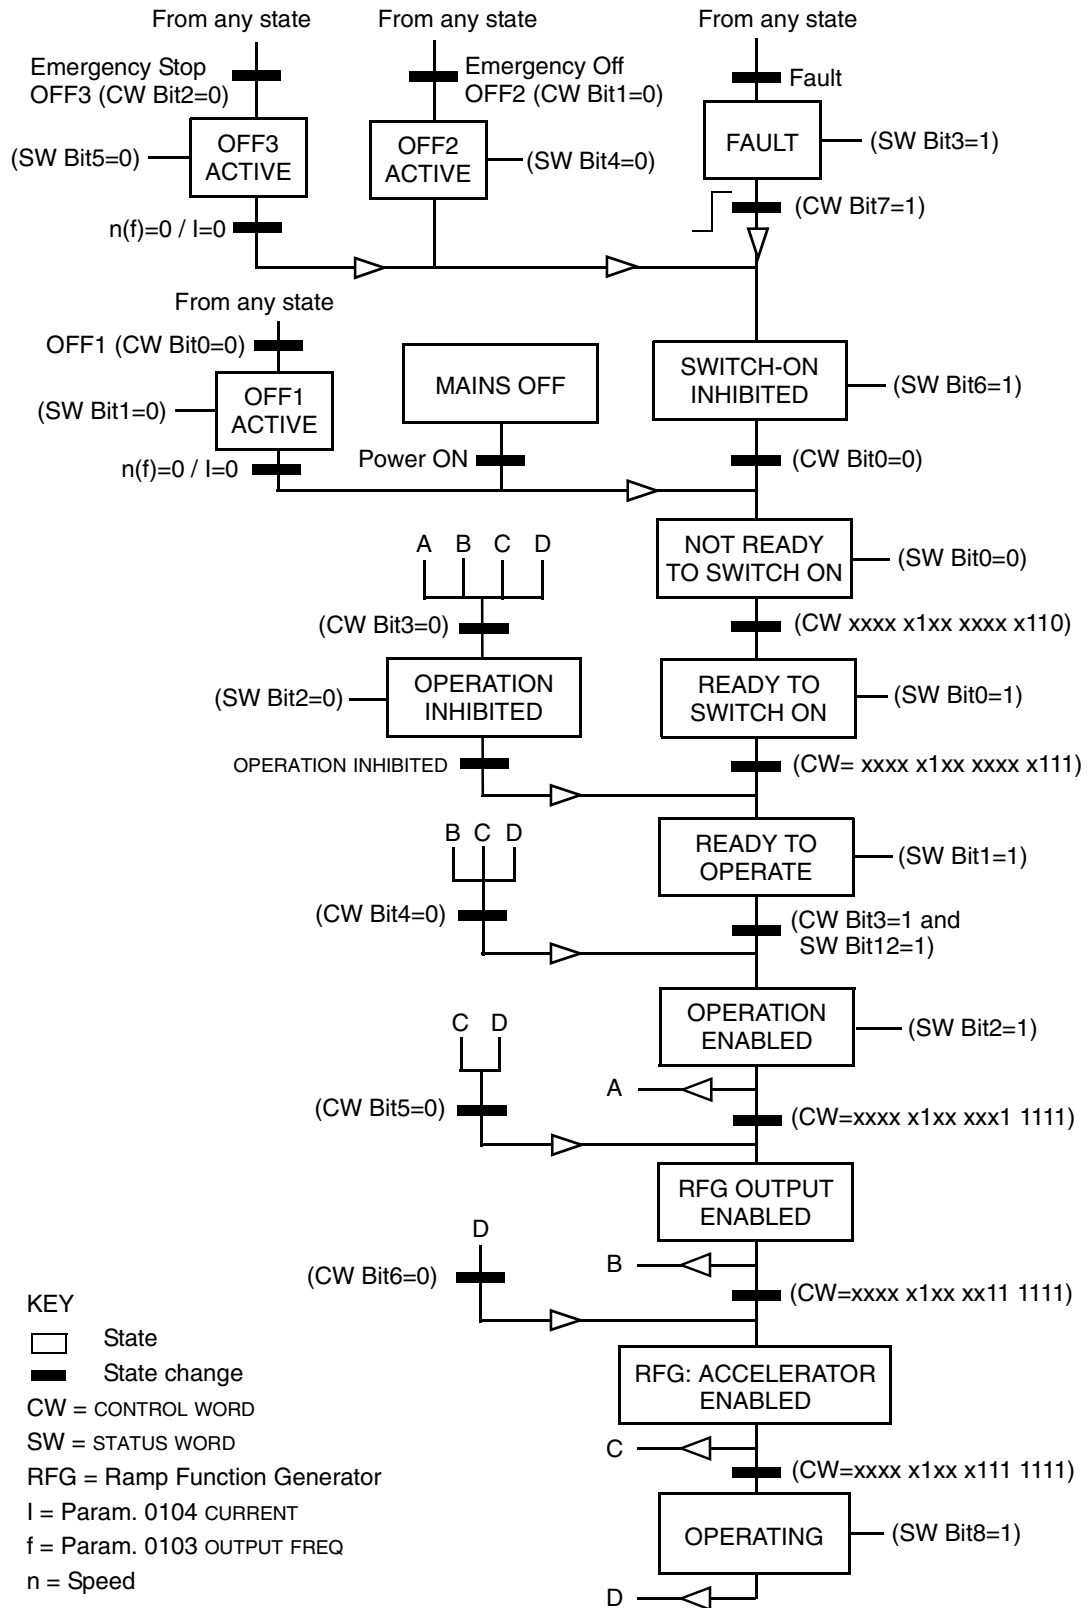 From any state
From any state
From any state
Emergency Stop
OFF3 (CW Bit2=0)
Emergency Off
OFF2 (CW Bit1=0)
Fault
OFF3
ACTIVE
(SW Bit5=0)
OFF2
ACTIVE
(SW Bit4=0)
FAULT
(SW Bit3=1)
n(f)=0 / I=0
(CW Bit7=1)
From any state
OFF1 (CW Bit0=0)
OFF1
ACTIVE
(SW Bit1=0)
MAINS OFF
SWITCH-ON
INHIBITED
(SW Bit6=1)
n(f)=0 / I=0
Power ON
(CW Bit0=0)
A B C D
NOT READY
TO SWITCH ON
(SW Bit0=0)
(CW Bit3=0)
(CW xxxx x1xx xxxx x110)
OPERATION
INHIBITED
(SW Bit2=0)
READY TO
SWITCH ON
(SW Bit0=1)
OPERATION INHIBITED
(CW= xxxx x1xx xxxx x111)
B C D
READY TO
OPERATE
(SW Bit1=1)
(CW Bit4=0)
(CW Bit3=1 and
SW Bit12=1)
C D
OPERATION
ENABLED
(SW Bit2=1)
A
(CW Bit5=0)
(CW=xxxx x1xx xxx1 1111)
RFG OUTPUT
ENABLED
D
B
(CW Bit6=0)
(CW=xxxx x1xx xx11 1111)
RFG: ACCELERATOR
ENABLED
C
(CW=xxxx x1xx x111 1111)
OPERATING
(SW Bit8=1)
D
KEY
State
State change
CW = CONTROL WORD
SW = STATUS WORD
RFG = Ramp Function Generator
I = Param. 0104 CURRENT
f = Param. 0103 OUTPUT FREQ
n = Speed